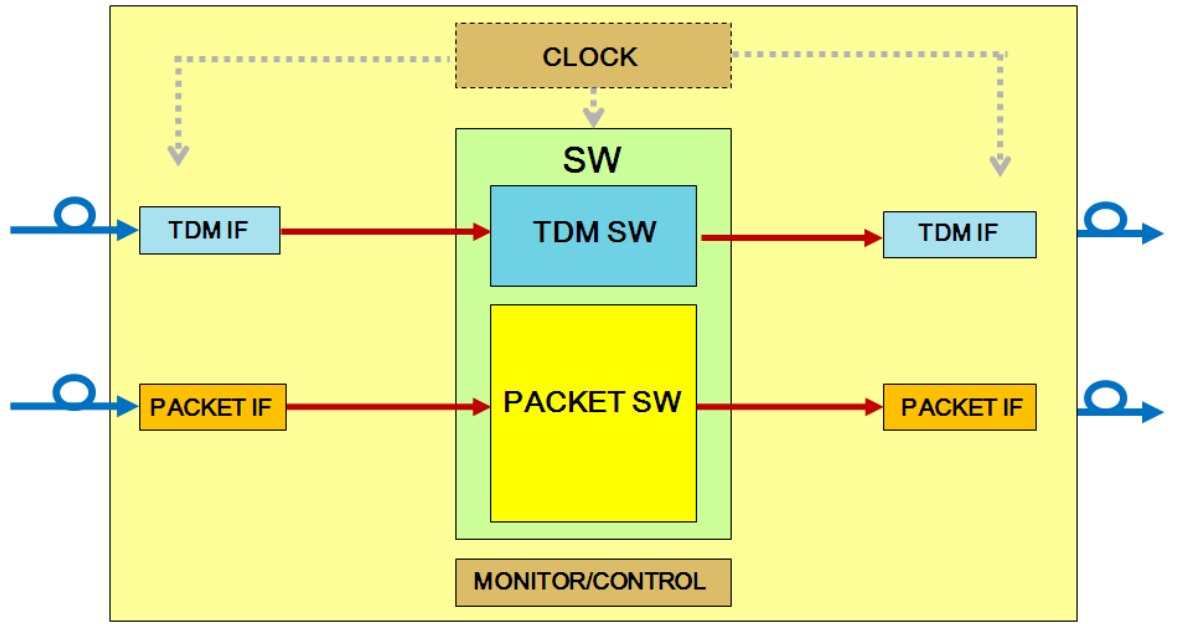 CLOCK
SW
TDM IF
TDM SW
TDM IF
PACKET IF
PACKET SW
PACKET IF
MONITOR/CONTROL